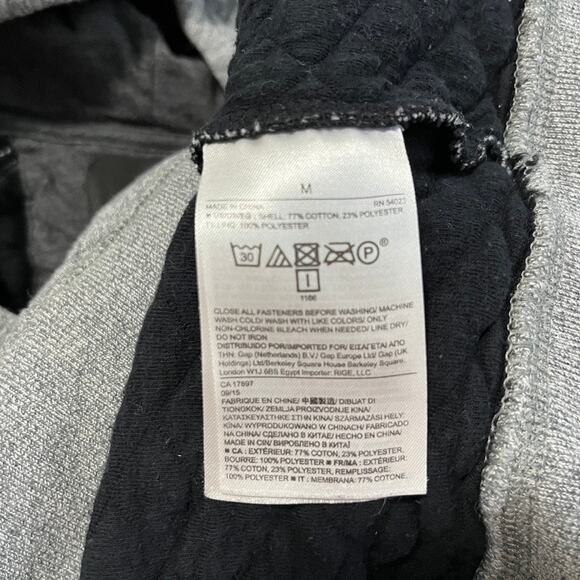 M
MADE IN CHINA RN 54023
SHELL: 77% COTTON, 23% POLYESTER
100% POLYESTER
30 P ®
I
1166
CLOSE ALL FASTENERS BEFORE WASHING/ MACHINE
WASH COLD/ WASH WITH LIKE COLORS/ ONLY
NON-CHLORINE BLEACH WHEN NEEDED/ LINE DRY/
DO NOT IRON
DISTRIBUTED FOR/IMPORTED FOR/ ΕΙΣΑΓΕΤΑΙ ΑΠΟ
ΤΗΝ: Gap (Netherlands) B.V./ Gap Europe Ltd/ Gap (UK
Holdings) Ltd/Berkeley Square House Berkeley Square,
London W1J 6BS Egypt Importer: RIGE, LLC
CA 17897
09/15
FABRIQUE EN CHINE/ 中國製造/ DIBUAT DI
TIONGKOK/ ZEMLJA PROIZVODNJE KINA/
ΚΑΤΑΣΚΕΥΑΣΤΗΚΕ ΣΤΗΝ ΚΙΝΑ/ SZÁRMAZÁSI HELY:
KÍNA/ WYPRODUKOWANO W CHINACH/ FABRICADO
NA CHINA/ СДЕЛАНО В КИТАЕ/ HECHO EN CHINA/
MADE IN CIN/ ВИРОБЛЕНО В КИТАЇ
■ CA : EXTÉRIEUR: 77% COTON, 23% POLYESTER,
BOURRE: 100% POLYESTER ■ FR/MA : EXTÉRIEUR:
77% COTON, 23% POLYESTER, REMPLISSAGE:
100% POLYESTER ■ IT : MEMBRANA: 77% COTONE,